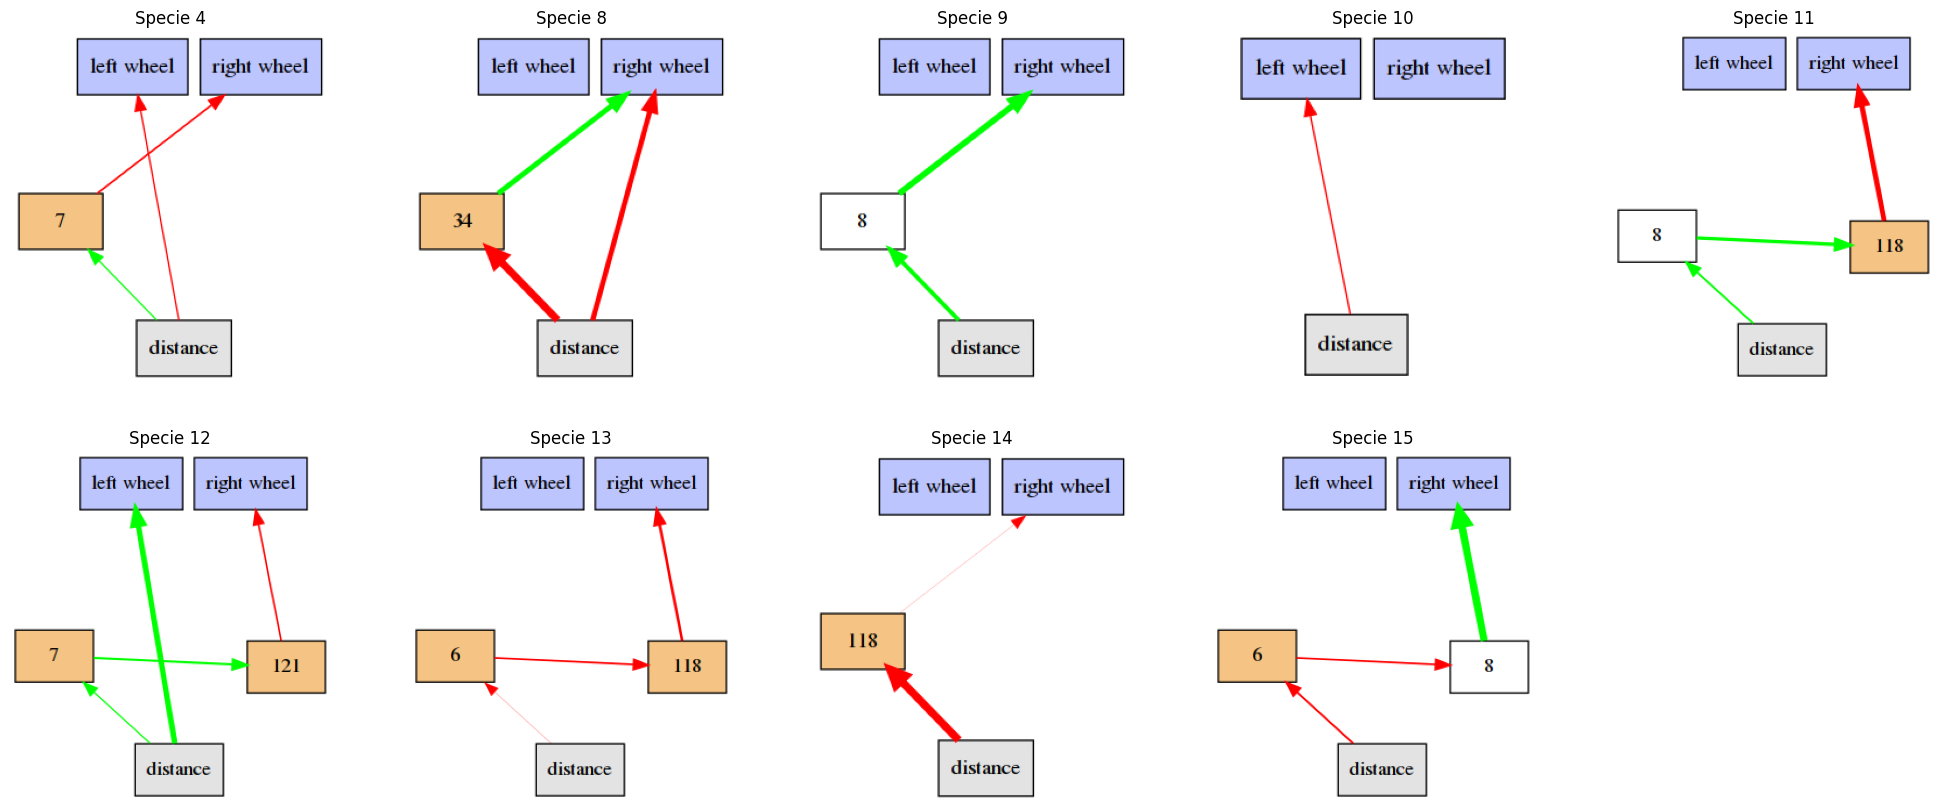 Specie 4
left wheel
right wheel
7
distance
Specie 8
left wheel
right wheel
34
distance
Specie 9
left wheel
right wheel
8
distance
Specie 10
left wheel
right wheel
distance
Specie 11
left wheel
right wheel
8
118
distance
Specie 12
left wheel
right wheel
7
121
distance
Specie 13
left wheel
right wheel
6
118
distance
Specie 14
left wheel
right wheel
118
distance
Specie 15
left wheel
right wheel
6
8
distance